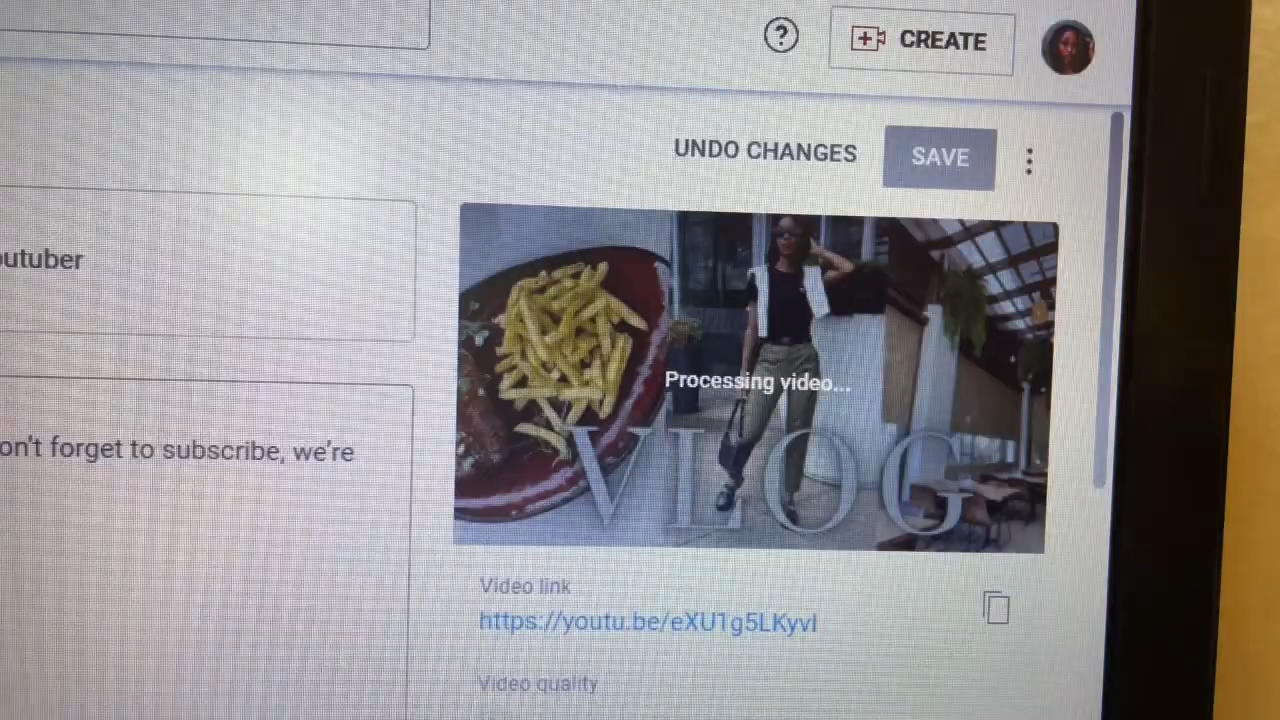 CREATE
UNDO CHANGES
SAVE
outuber
Processing video...
on't forget to subscribe, we're
VLOG
Video link
https://youtu.be/eXU1g5LKyvI
Video quality